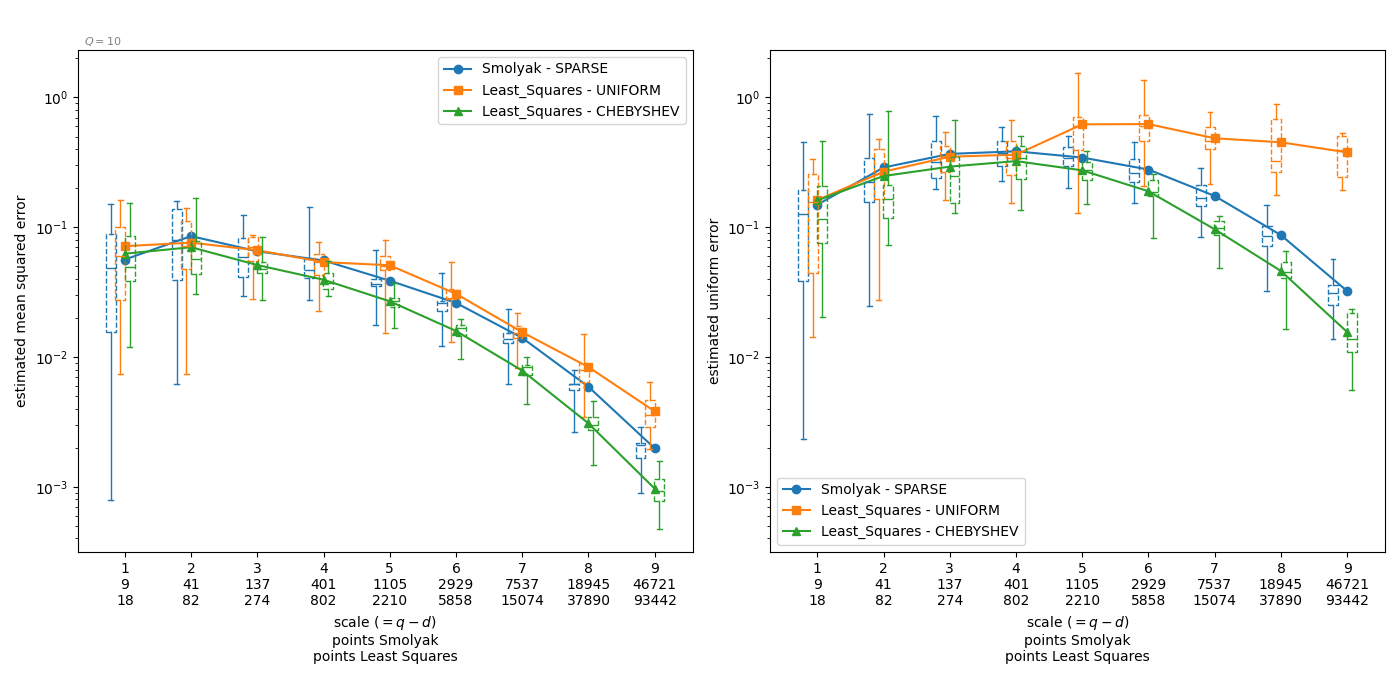 Q = 10
Smolyak - SPARSE
Least_Squares - UNIFORM
Least_Squares - CHEBYSHEV
estimated mean squared error
10^0
10^-1
10^-2
10^-3
1 2 3 4 5 6 7 8 9
9 41 137 401 1105 2929 7537 18945 46721
18 82 274 802 2210 5858 15074 37890 93442
scale (= q − d)
points Smolyak
points Least Squares
estimated uniform error
10^0
10^-1
10^-2
10^-3
Smolyak - SPARSE
Least_Squares - UNIFORM
Least_Squares - CHEBYSHEV
1 2 3 4 5 6 7 8 9
9 41 137 401 1105 2929 7537 18945 46721
18 82 274 802 2210 5858 15074 37890 93442
scale (= q − d)
points Smolyak
points Least Squares